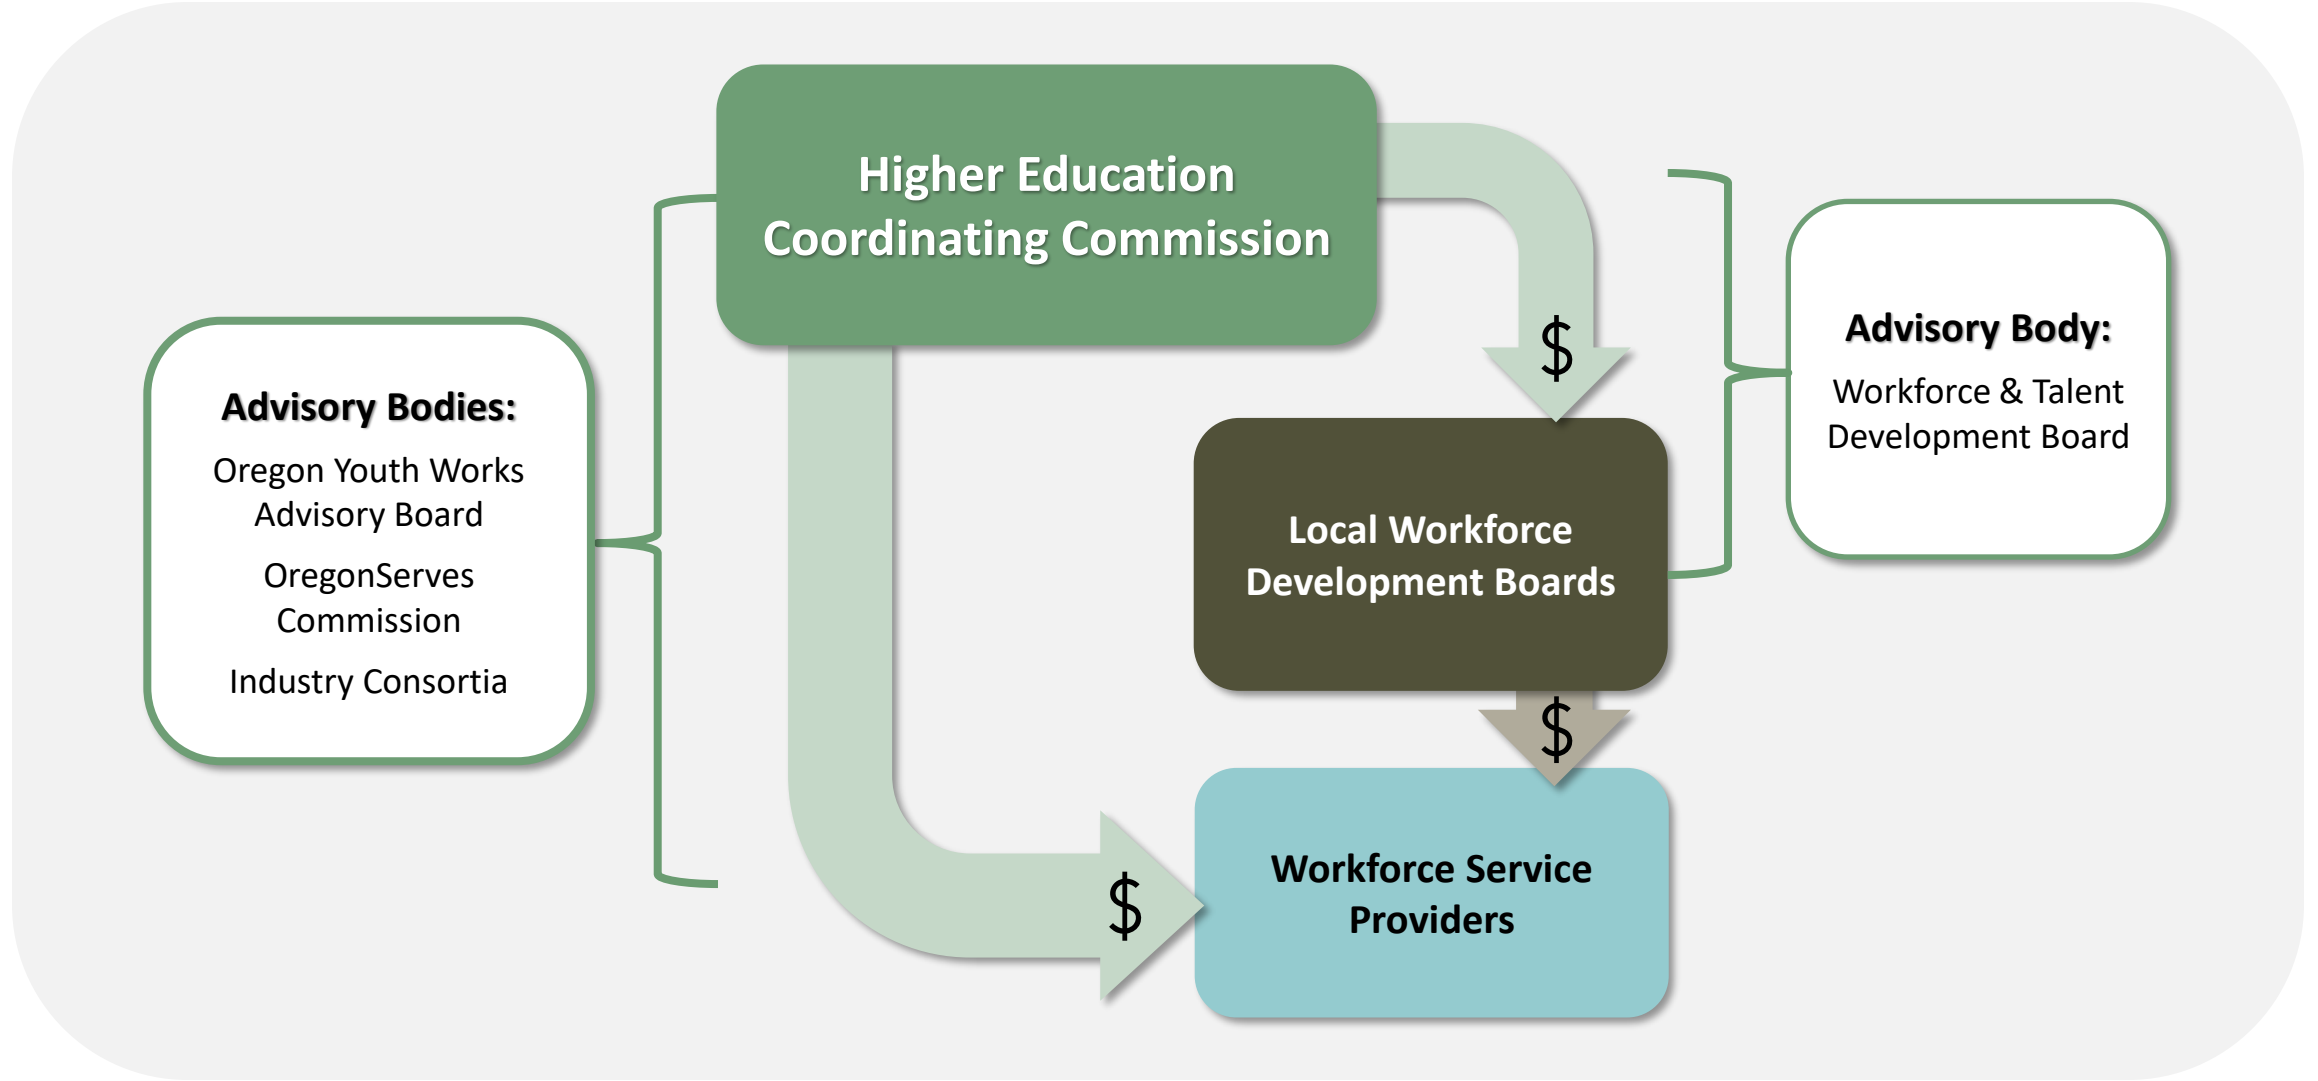 Higher Education
Coordinating Commission
Advisory Bodies:
Oregon Youth Works
Advisory Board
OregonServes
Commission
Industry Consortia
$
Advisory Body:
Workforce & Talent
Development Board
Local Workforce
Development Boards
$
$
Workforce Service
Providers